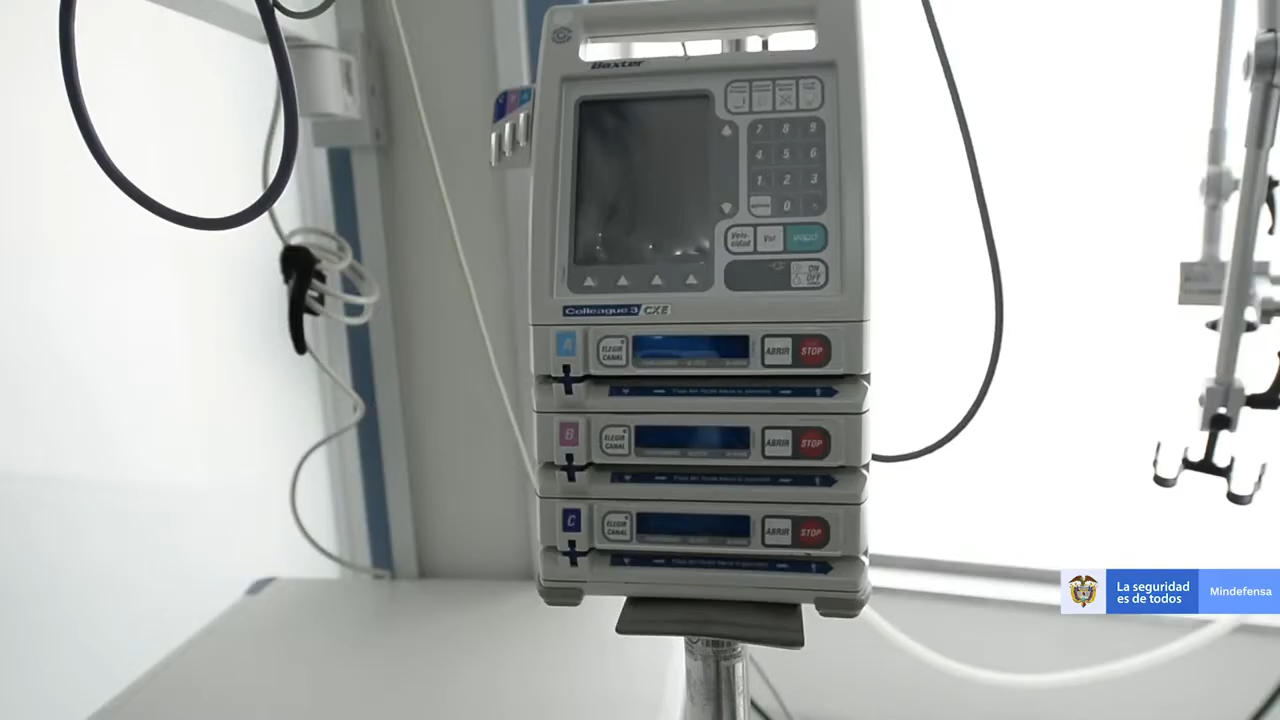 Baxter
7 8 9
4 5 6
1 2 3
0
Velo-
cidad
Vol
ON
OFF
Colleague 3 CXE
A
ELEGIR
CANAL
ABRIR
STOP
B
ELEGIR
CANAL
ABRIR
STOP
C
ELEGIR
CANAL
ABRIR
STOP
La seguridad
es de todos
Mindefensa